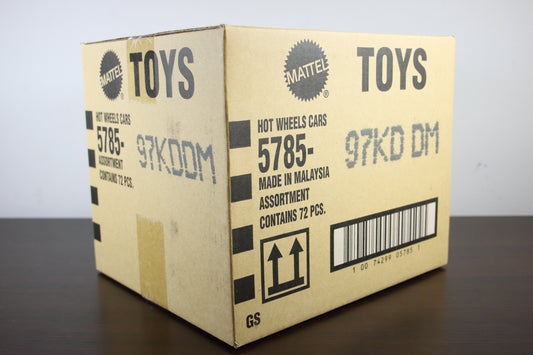 MATTEL
®
TOYS
HOT WHEELS CARS
5785-
ASSORTMENT
CONTAINS 72 PCS.
97KDDM
MATTEL
®
TOYS
HOT WHEELS CARS
5785-
MADE IN MALAYSIA
ASSORTMENT
CONTAINS 72 PCS.
97KD DM
1 00 74299 05785 1
GS